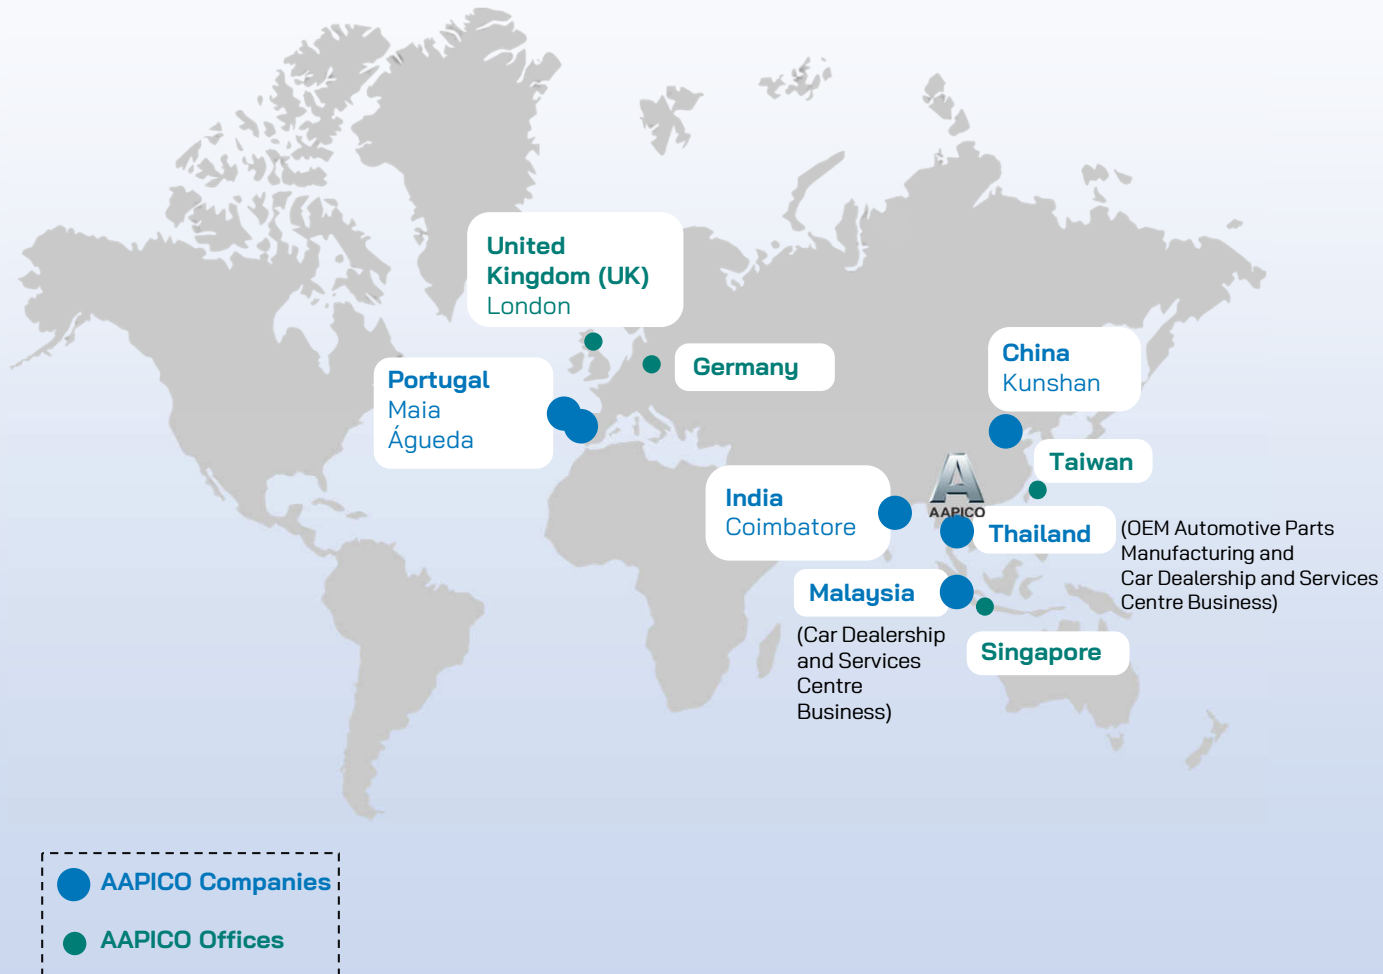 United
Kingdom (UK)
London
Germany
Portugal
Maia
Águeda
China
Kunshan
Taiwan
India
Coimbatore
A
AAPICO
Thailand
(OEM Automotive Parts
Manufacturing and
Car Dealership and Services
Centre Business)
Malaysia
(Car Dealership
and Services
Centre
Business)
Singapore
AAPICO Companies
AAPICO Offices